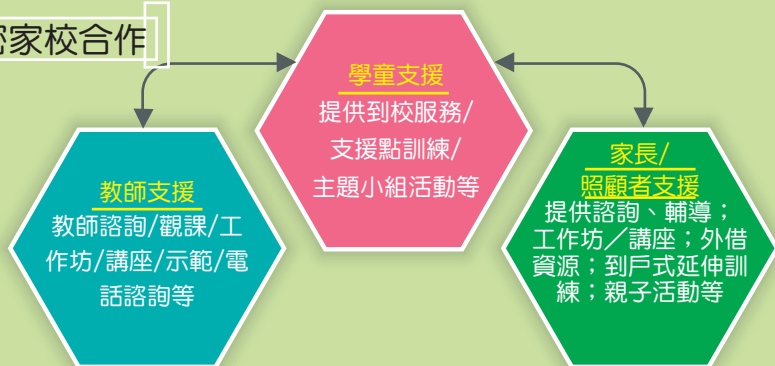 家校合作
學童支援
提供到校服務/
支援點訓練/
主題小組活動等
教師支援
教師諮詢/觀課/工
作坊/講座/示範/電
話諮詢等
家長/
照顧者支援
提供諮詢、輔導；
工作坊／講座；外借
資源；到戶式延伸訓
練；親子活動等